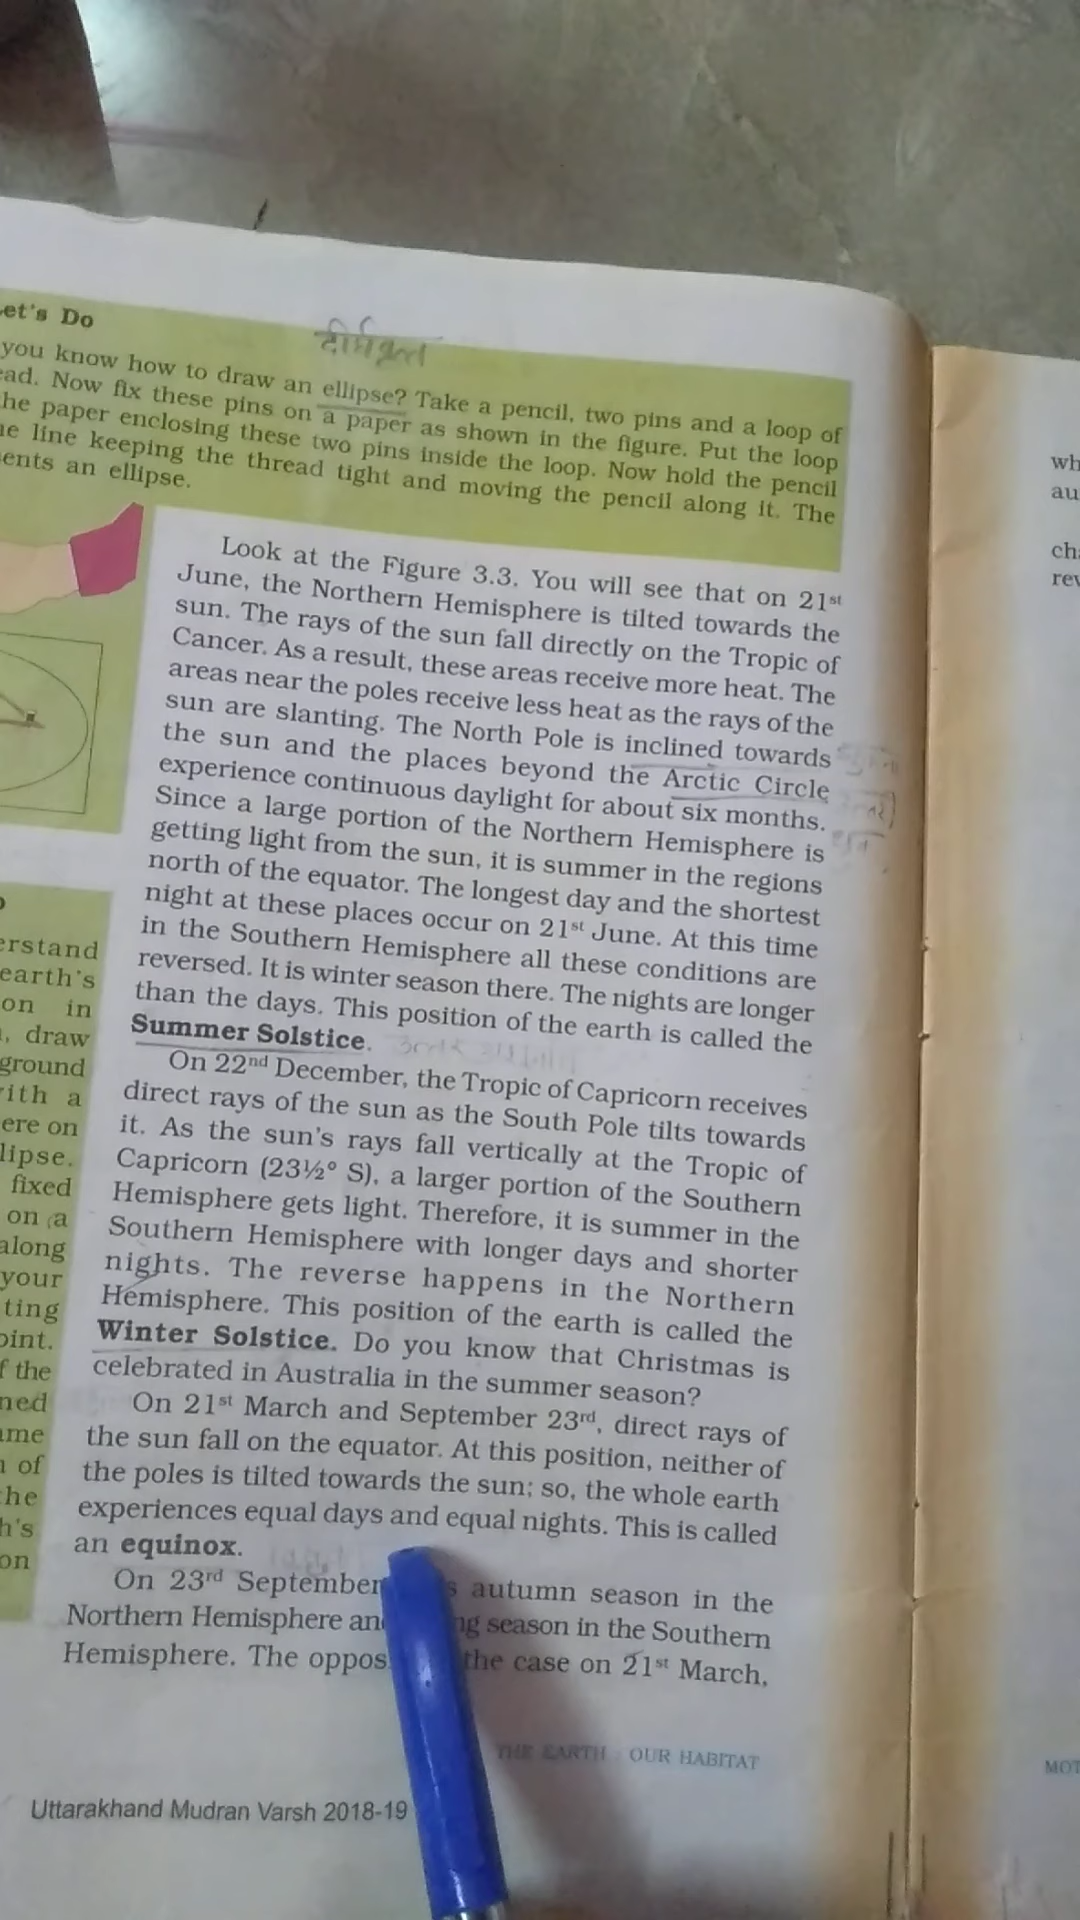 et's Do
दीर्घवृत्त
you know how to draw an ellipse? Take a pencil, two pins and a loop of
ead. Now fix these pins on a paper as shown in the figure. Put the loop
he paper enclosing these two pins inside the loop. Now hold the pencil
e line keeping the thread tight and moving the pencil along it. The
ents an ellipse.
Look at the Figure 3.3. You will see that on 21st
June, the Northern Hemisphere is tilted towards the
sun. The rays of the sun fall directly on the Tropic of
Cancer. As a result, these areas receive more heat. The
areas near the poles receive less heat as the rays of the
sun are slanting. The North Pole is inclined towards
the sun and the places beyond the Arctic Circle
experience continuous daylight for about six months.
Since a large portion of the Northern Hemisphere is
getting light from the sun, it is summer in the regions
north of the equator. The longest day and the shortest
night at these places occur on 21st June. At this time
in the Southern Hemisphere all these conditions are
reversed. It is winter season there. The nights are longer
than the days. This position of the earth is called the
Summer Solstice.
On 22nd December, the Tropic of Capricorn receives
direct rays of the sun as the South Pole tilts towards
it. As the sun's rays fall vertically at the Tropic of
Capricorn (23½° S), a larger portion of the Southern
Hemisphere gets light. Therefore, it is summer in the
Southern Hemisphere with longer days and shorter
nights. The reverse happens in the Northern
Hemisphere. This position of the earth is called the
Winter Solstice. Do you know that Christmas is
celebrated in Australia in the summer season?
On 21st March and September 23rd, direct rays of
the sun fall on the equator. At this position, neither of
the poles is tilted towards the sun; so, the whole earth
experiences equal days and equal nights. This is called
an equinox.
On 23rd September s autumn season in the
Northern Hemisphere an ng season in the Southern
Hemisphere. The oppos the case on 21st March,
erstand
earth's
on in
, draw
ground
ith a
ere on
lipse.
fixed
on a
along
your
ting
oint.
f the
ned
ame
n of
he
h's
on
THE EARTH : OUR HABITAT
Uttarakhand Mudran Varsh 2018-19
wh
au
ch
rev
MOT